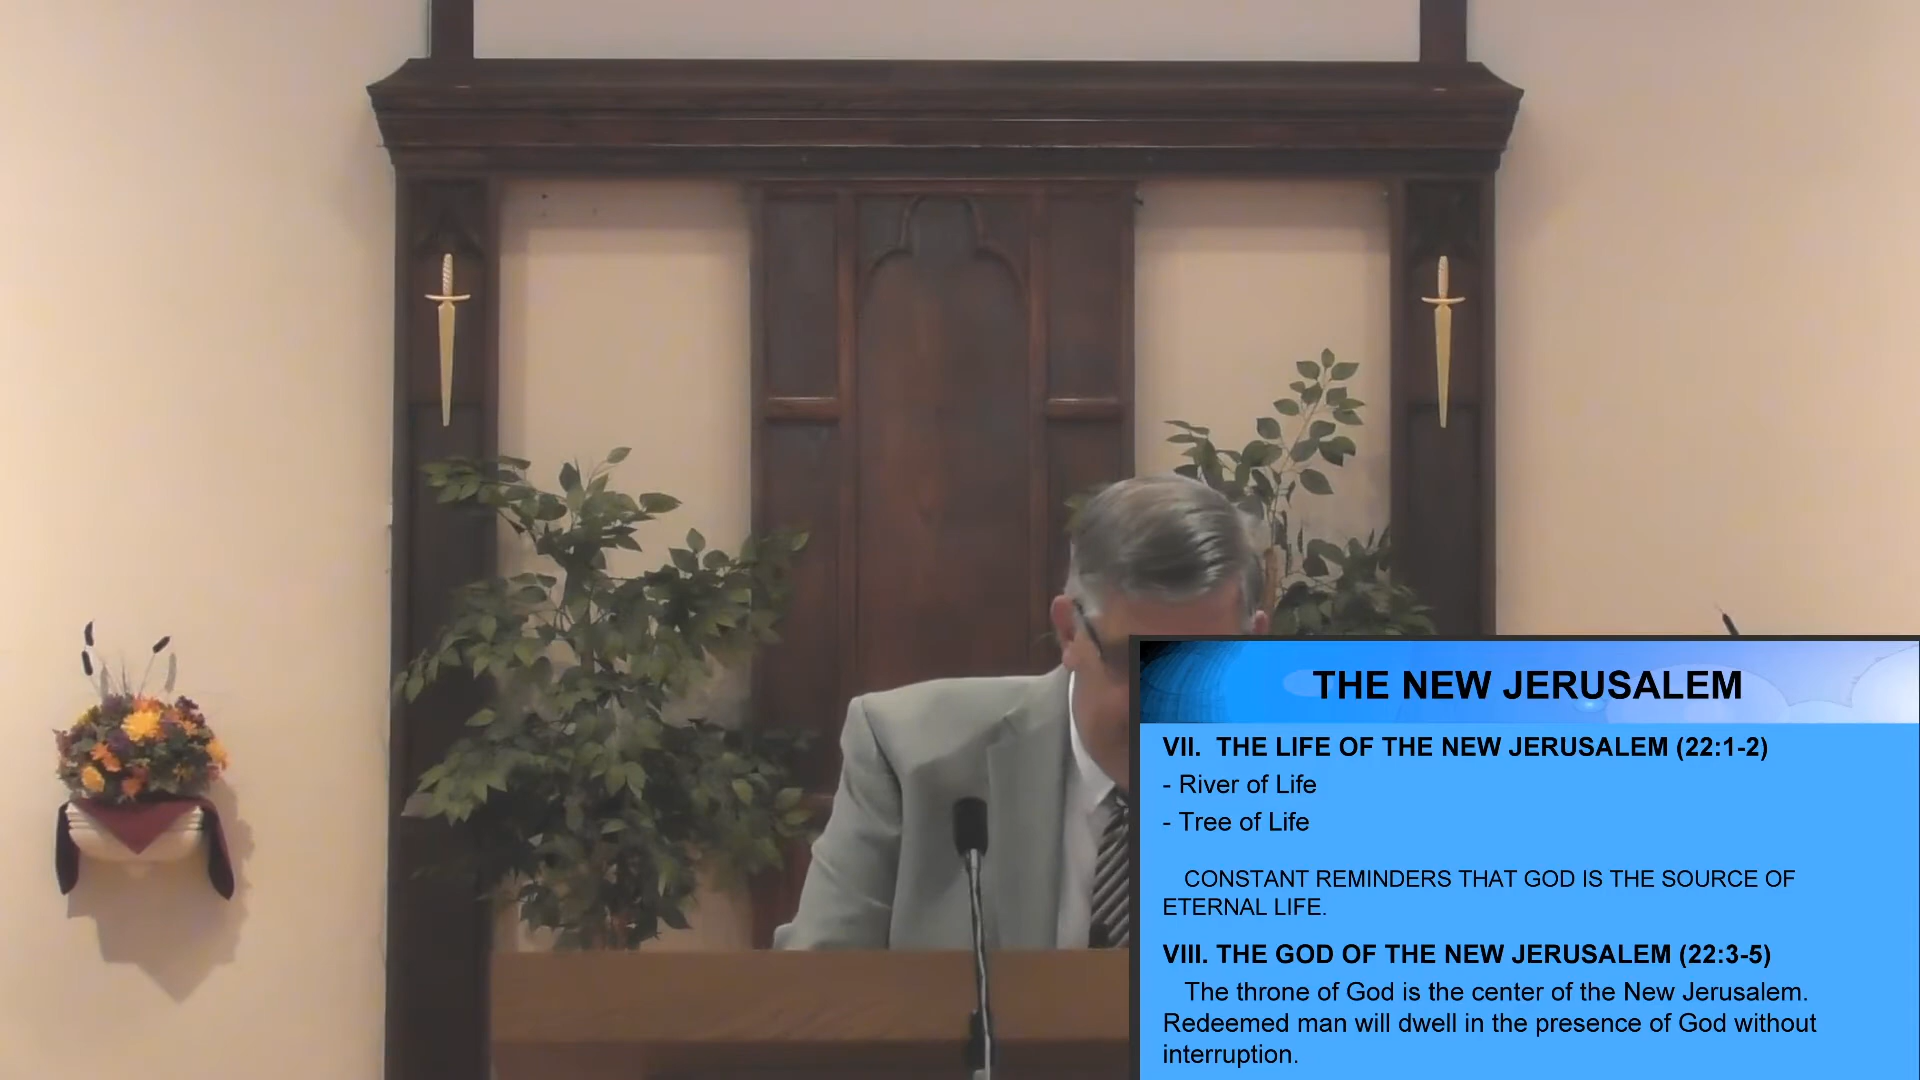 THE NEW JERUSALEM
VII. THE LIFE OF THE NEW JERUSALEM (22:1-2)
- River of Life
- Tree of Life
CONSTANT REMINDERS THAT GOD IS THE SOURCE OF
ETERNAL LIFE.
VIII. THE GOD OF THE NEW JERUSALEM (22:3-5)
The throne of God is the center of the New Jerusalem.
Redeemed man will dwell in the presence of God without
interruption.